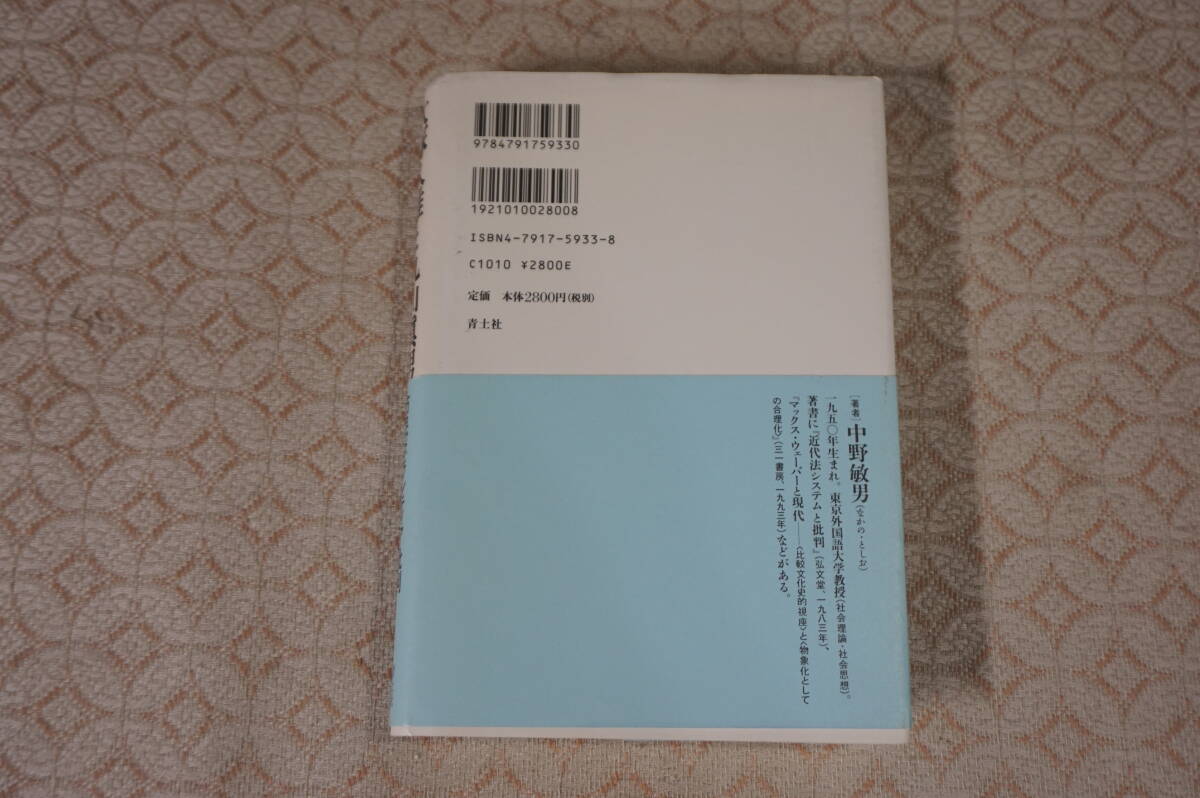 9784791759330
1921010028008
ISBN4-7917-5933-8
C1010 ¥2800E
定価 本体2800円(税別)
青土社
[著者]中野敏男(なかの・としお)
一九五〇年生まれ。東京外国語大学教授(社会理論・社会思想)。
著書に『近代法システムと批判』(弘文堂、一九八三年)、
『マックス・ウェーバーと現代――〈比較文化史的視座〉と〈物象化として
の合理化〉』(三一書房、一九九三年)などがある。